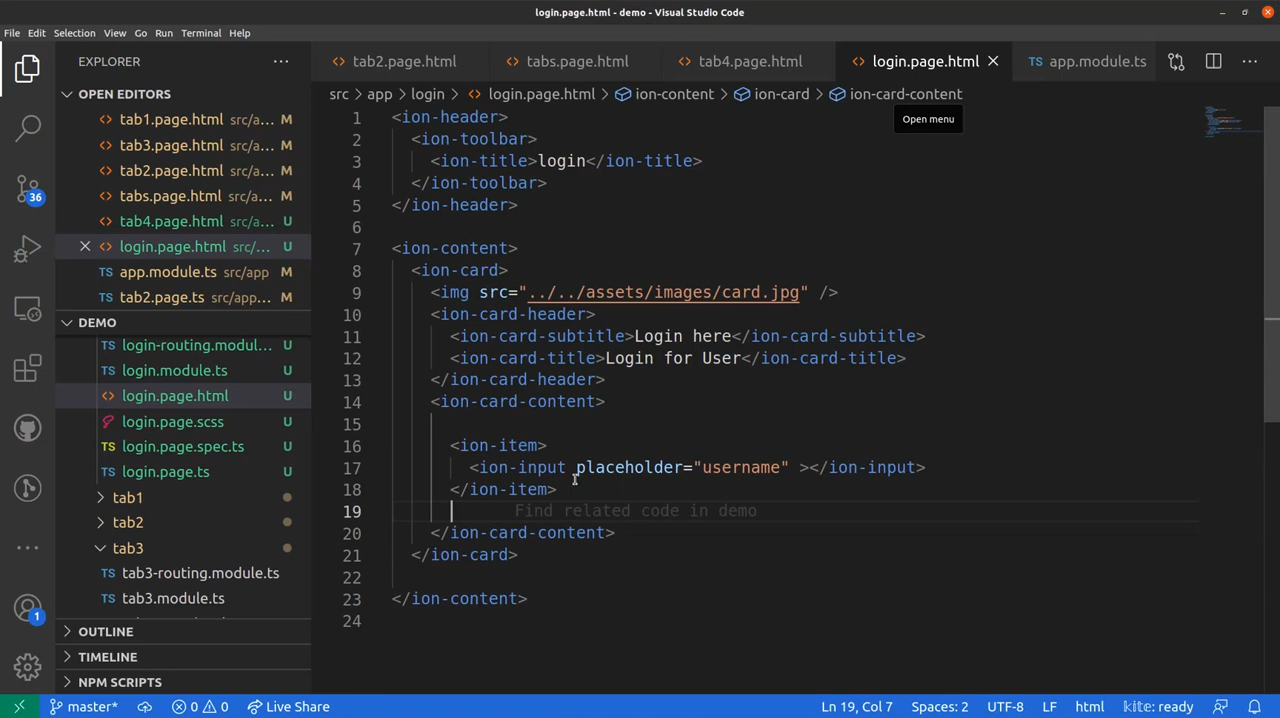 login.page.html - demo - Visual Studio Code
File Edit Selection View Go Run Terminal Help
EXPLORER
OPEN EDITORS
tab1.page.html src/a... M
tab3.page.html src/a... M
tab2.page.html src/a... M
tabs.page.html src/a... M
tab4.page.html src/a... U
login.page.html src/... U
app.module.ts src/app M
tab2.page.ts src/app... M
DEMO
login-routing.modul... U
login.module.ts U
login.page.html U
login.page.scss U
login.page.spec.ts U
login.page.ts U
tab1
tab2
tab3
tab3-routing.module.ts
tab3.module.ts
OUTLINE
TIMELINE
NPM SCRIPTS
36
1
tab2.page.html tabs.page.html tab4.page.html login.page.html app.module.ts
src app login login.page.html ion-content ion-card ion-card-content
Open menu
1 <ion-header>
2 <ion-toolbar>
3 <ion-title>login</ion-title>
4 </ion-toolbar>
5 </ion-header>
6
7 <ion-content>
8 <ion-card>
9 <img src="../../assets/images/card.jpg" />
10 <ion-card-header>
11 <ion-card-subtitle>Login here</ion-card-subtitle>
12 <ion-card-title>Login for User</ion-card-title>
13 </ion-card-header>
14 <ion-card-content>
15
16 <ion-item>
17 <ion-input placeholder="username" ></ion-input>
18 </ion-item>
19 Find related code in demo
20 </ion-card-content>
21 </ion-card>
22
23 </ion-content>
24
master* 0 0 Live Share Ln 19, Col 7 Spaces: 2 UTF-8 LF html kite: ready